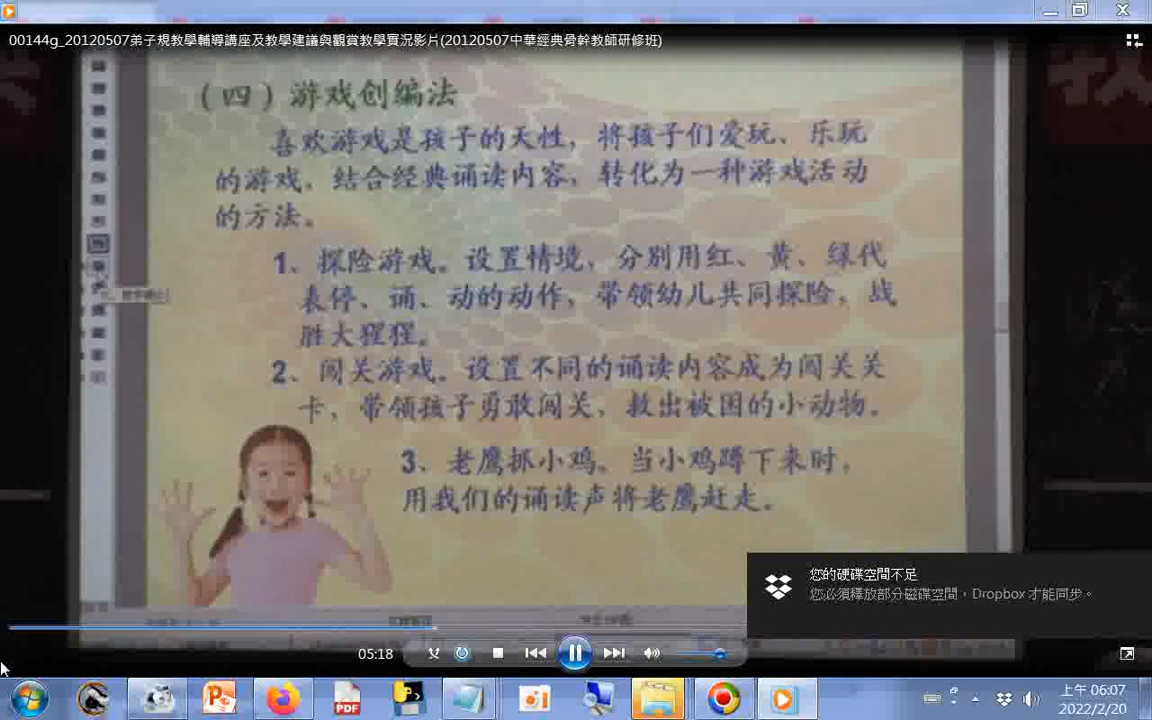 00144g_20120507弟子規教學輔導講座及教學建議與觀賞教學實況影片(20120507中華經典骨幹教師研修班)
（四）游戏创编法
喜欢游戏是孩子的天性，将孩子们爱玩、乐玩
的游戏，结合经典诵读内容，转化为一种游戏活动
的方法。
1、探险游戏。设置情境，分别用红、黄、绿代
表停、诵、动的动作，带领幼儿共同探险，战
胜大猩猩。
2、闯关游戏。设置不同的诵读内容成为闯关关
卡，带领孩子勇敢闯关，救出被困的小动物。
3、老鹰抓小鸡。当小鸡蹲下来时，
用我们的诵读声将老鹰赶走。
您的硬碟空間不足
您必須釋放部分磁碟空間，Dropbox 才能同步。
05:18
PDF
上午 06:07
2022/2/20